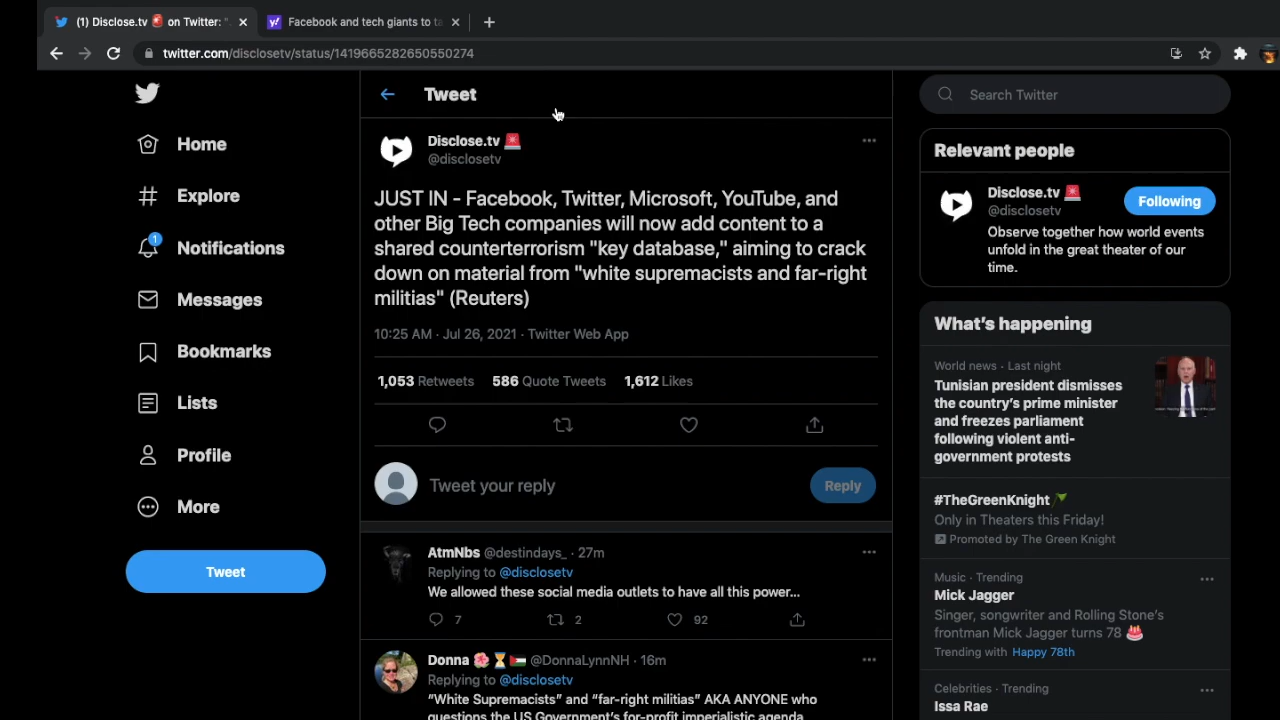 (1) Disclose.tv 🚨 on Twitter: "
Facebook and tech giants to ta
twitter.com/disclosetv/status/1419665282650550274
Home
Explore
Notifications
1
Messages
Bookmarks
Lists
Profile
More
Tweet
Tweet
Disclose.tv 🚨
@disclosetv
JUST IN - Facebook, Twitter, Microsoft, YouTube, and
other Big Tech companies will now add content to a
shared counterterrorism "key database," aiming to crack
down on material from "white supremacists and far-right
militias" (Reuters)
10:25 AM · Jul 26, 2021 · Twitter Web App
1,053 Retweets 586 Quote Tweets 1,612 Likes
Tweet your reply
Reply
AtmNbs @destindays_ · 27m
Replying to @disclosetv
We allowed these social media outlets to have all this power...
7 2 92
Donna 🌺⏳🇵🇸 @DonnaLynnNH · 16m
Replying to @disclosetv
"White Supremacists" and "far-right militias" AKA ANYONE who
questions the US Government's for-profit imperialistic agenda
Search Twitter
Relevant people
Disclose.tv 🚨
@disclosetv
Following
Observe together how world events
unfold in the great theater of our
time.
What's happening
World news · Last night
Tunisian president dismisses
the country's prime minister
and freezes parliament
following violent anti-
government protests
#TheGreenKnight
Only in Theaters this Friday!
Promoted by The Green Knight
Music · Trending
Mick Jagger
Singer, songwriter and Rolling Stone's
frontman Mick Jagger turns 78 🎂
Trending with Happy 78th
Celebrities · Trending
Issa Rae